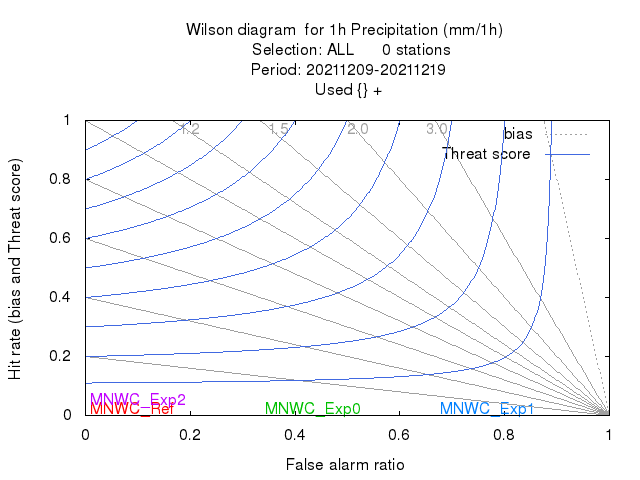 Wilson diagram for 1h Precipitation (mm/1h)
Selection: ALL 0 stations
Period: 20211209-20211219
Used {} +
1.2 1.5 2.0 3.0
bias
Threat score
1
0.8
0.6
0.4
0.2
0
Hit rate (bias and Threat score)
MNWC_Exp2
MNWC_Ref MNWC_Exp0 MNWC_Exp1
0 0.2 0.4 0.6 0.8 1
False alarm ratio